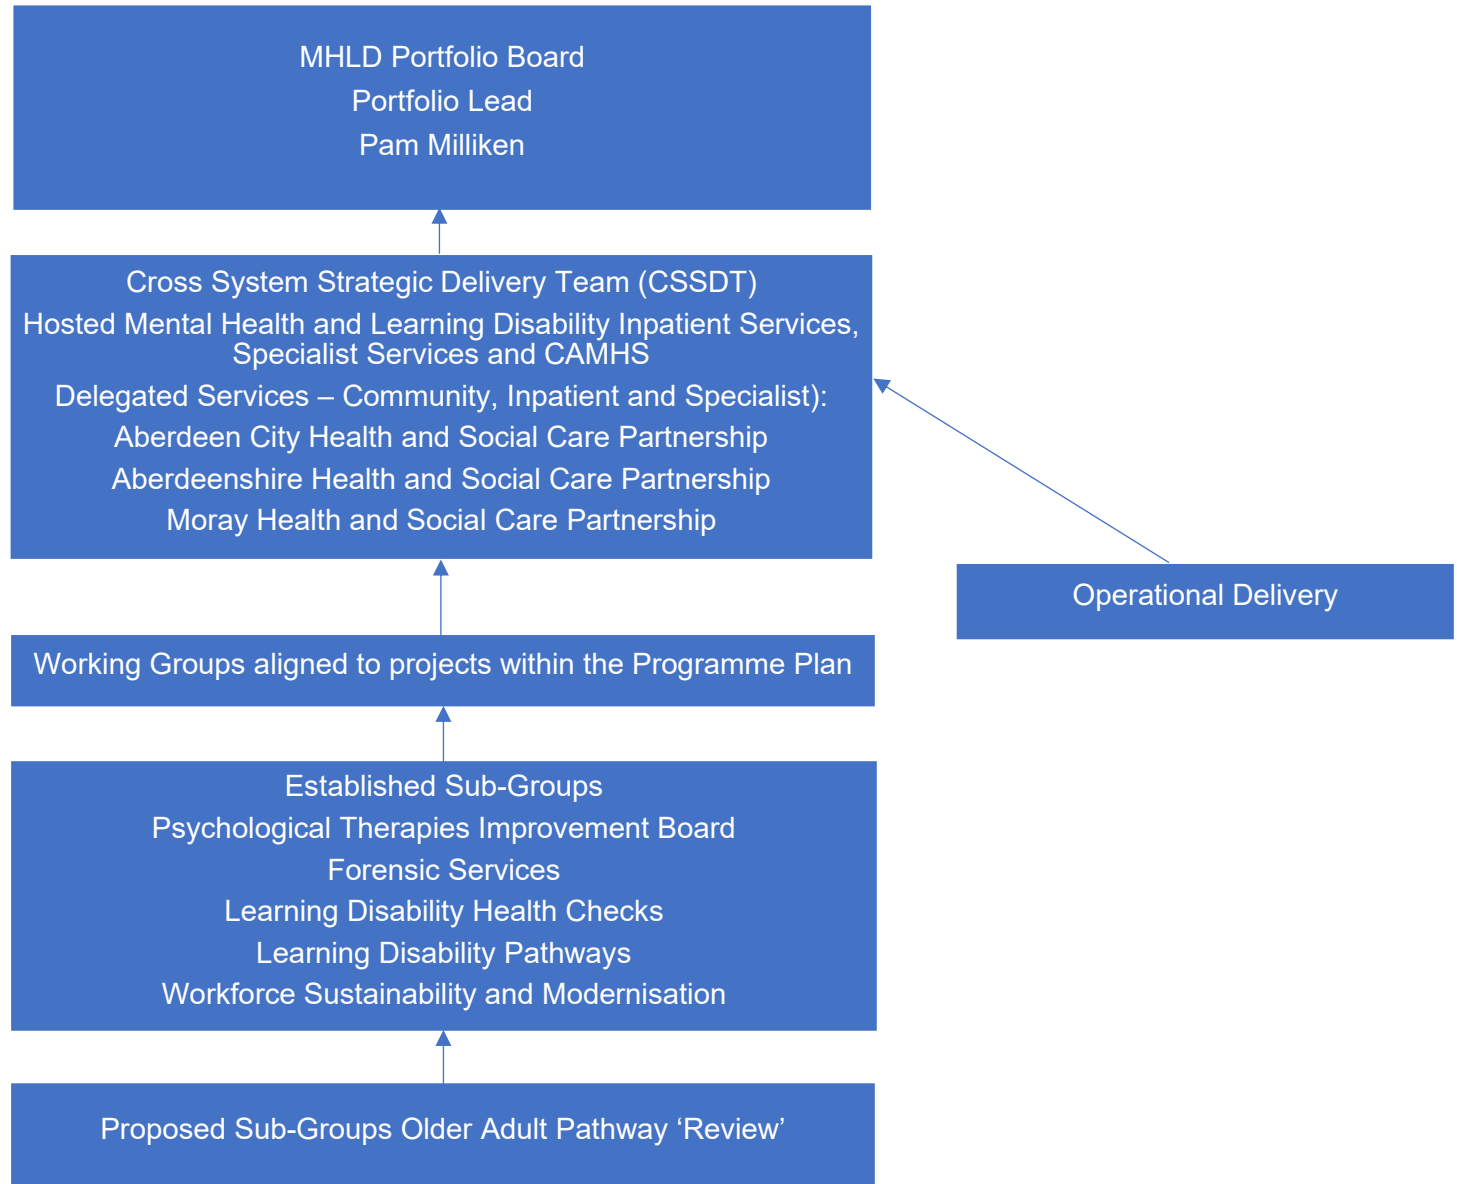 MHLD Portfolio Board
Portfolio Lead
Pam Milliken
Cross System Strategic Delivery Team (CSSDT)
Hosted Mental Health and Learning Disability Inpatient Services,
Specialist Services and CAMHS
Delegated Services – Community, Inpatient and Specialist):
Aberdeen City Health and Social Care Partnership
Aberdeenshire Health and Social Care Partnership
Moray Health and Social Care Partnership
Operational Delivery
Working Groups aligned to projects within the Programme Plan
Established Sub-Groups
Psychological Therapies Improvement Board
Forensic Services
Learning Disability Health Checks
Learning Disability Pathways
Workforce Sustainability and Modernisation
Proposed Sub-Groups Older Adult Pathway ‘Review’